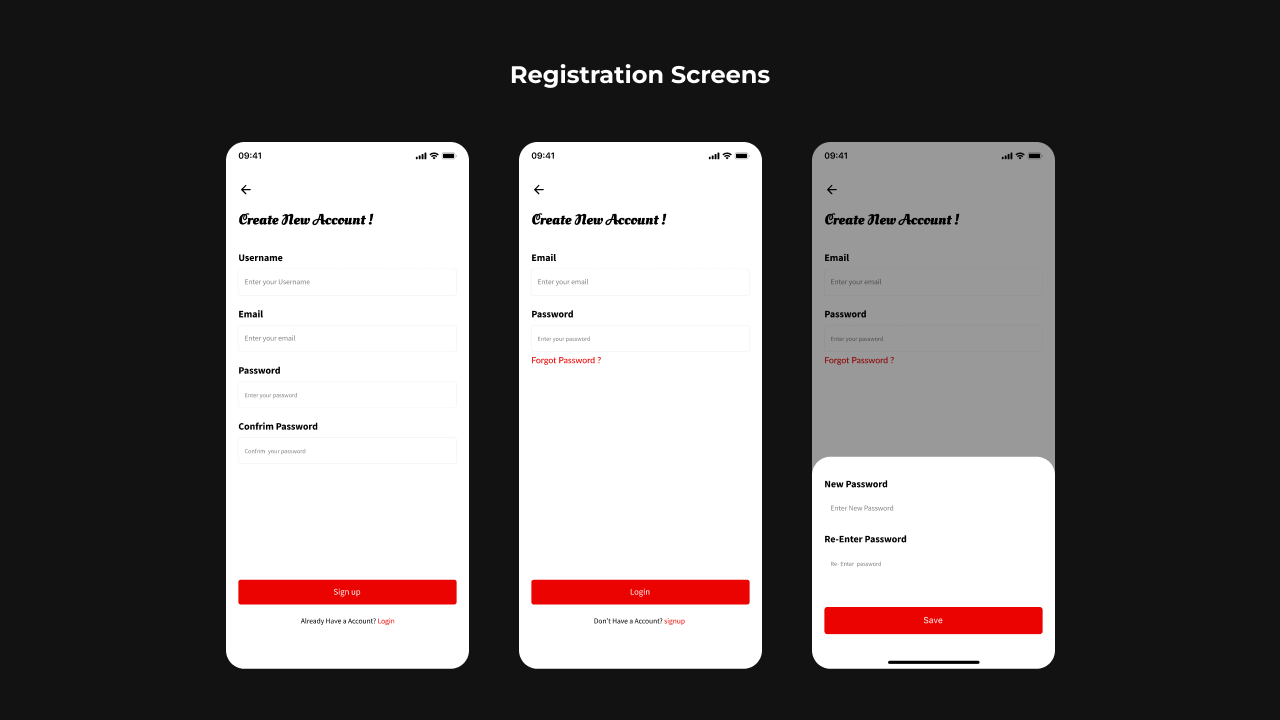 Registration Screens
09:41
Create New Account !
Username
Enter your Username
Email
Enter your email
Password
Enter your password
Confrim Password
Confrim your password
Sign up
Already Have a Account? Login
09:41
Create New Account !
Email
Enter your email
Password
Enter your password
Forgot Password ?
Login
Don't Have a Account? signup
09:41
Create New Account !
Email
Enter your email
Password
Enter your password
Forgot Password ?
New Password
Enter New Password
Re-Enter Password
Re- Enter password
Save